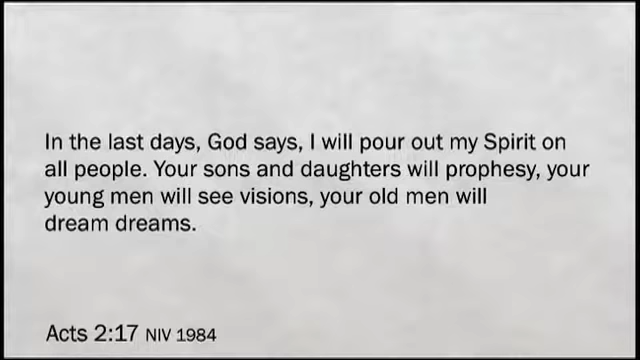 In the last days, God says, I will pour out my Spirit on
all people. Your sons and daughters will prophesy, your
young men will see visions, your old men will
dream dreams.
Acts 2:17 NIV 1984